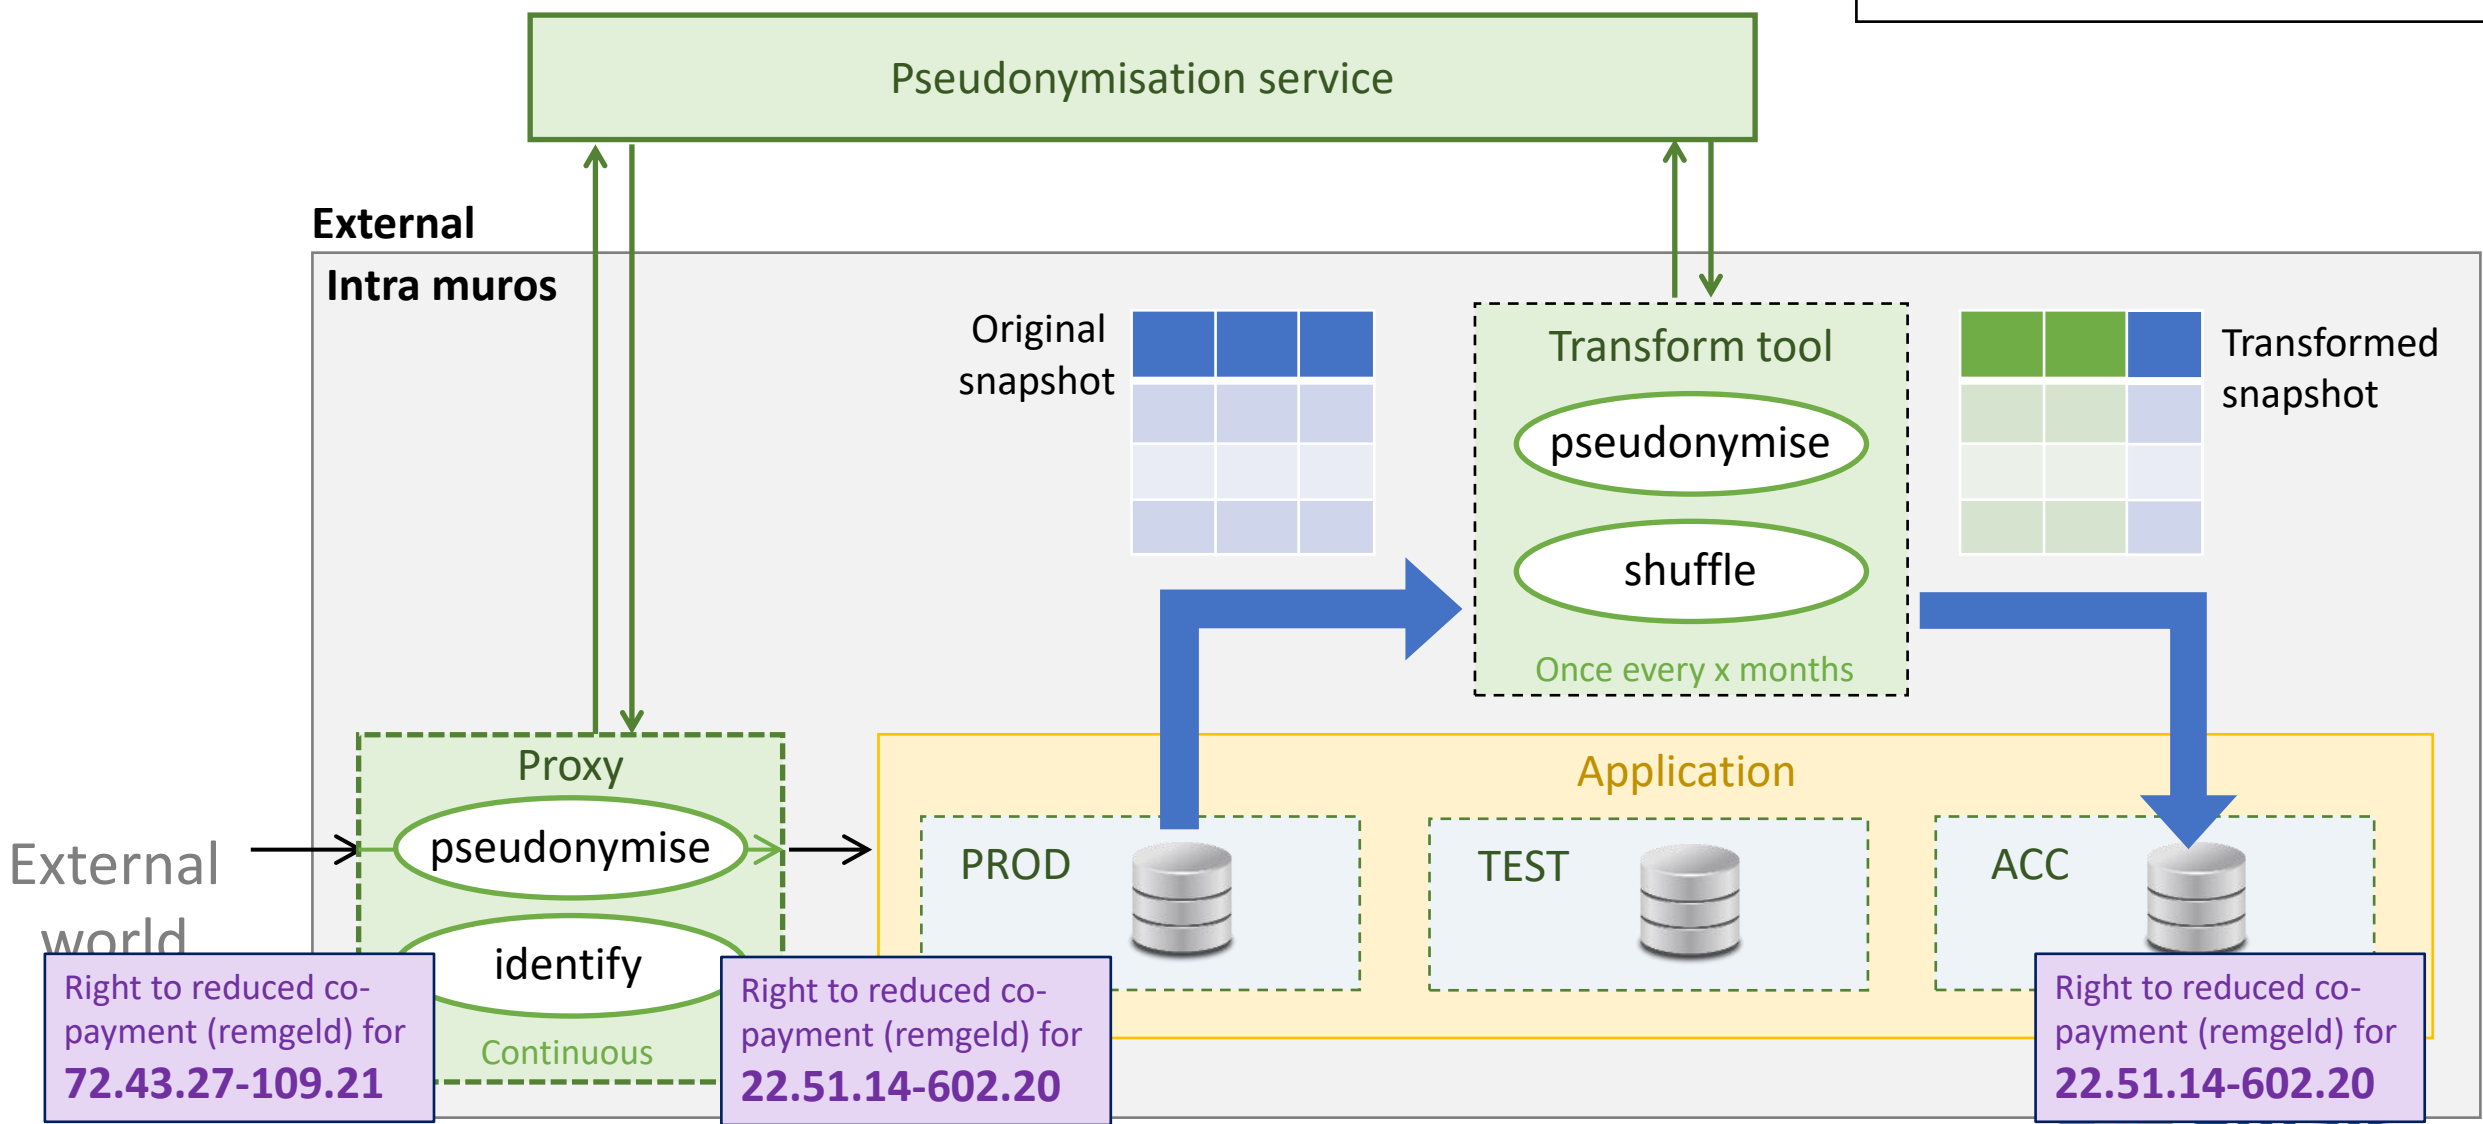 Pseudonymisation service
External
Intra muros
Original
snapshot
Transform tool
pseudonymise
shuffle
Once every x months
Transformed
snapshot
Proxy
pseudonymise
identify
Continuous
External
world
Application
PROD
TEST
ACC
Right to reduced co-
payment (remgeld) for
72.43.27-109.21
Right to reduced co-
payment (remgeld) for
22.51.14-602.20
Right to reduced co-
payment (remgeld) for
22.51.14-602.20